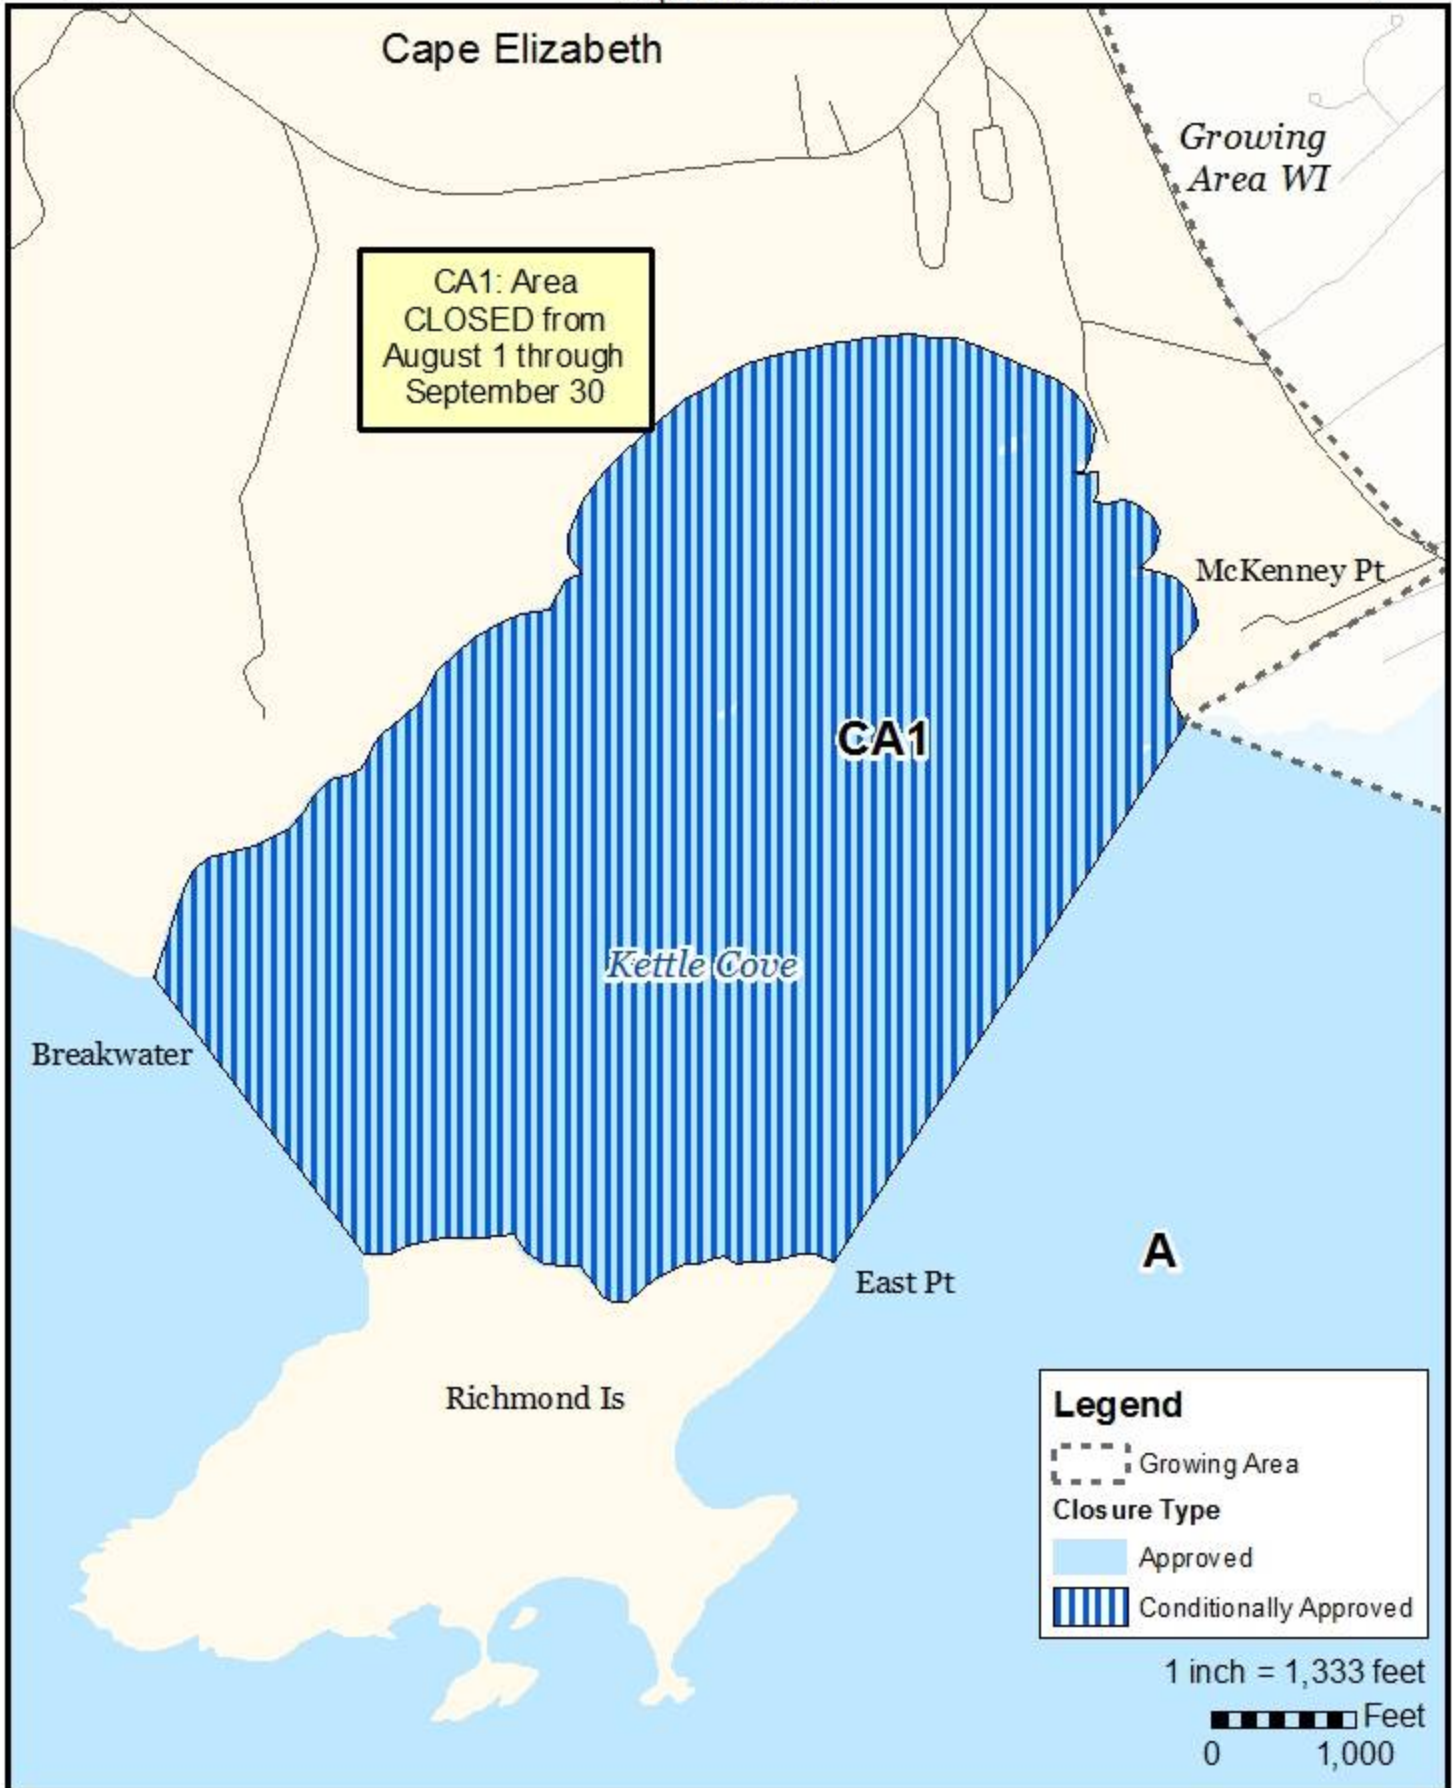 Cape Elizabeth
Growing
Area WI
CA1: Area
CLOSED from
August 1 through
September 30
McKenney Pt
CA1
Kettle Cove
Breakwater
A
East Pt
Richmond Is
Legend
Growing Area
Closure Type
Approved
Conditionally Approved
1 inch = 1,333 feet
Feet
0 1,000